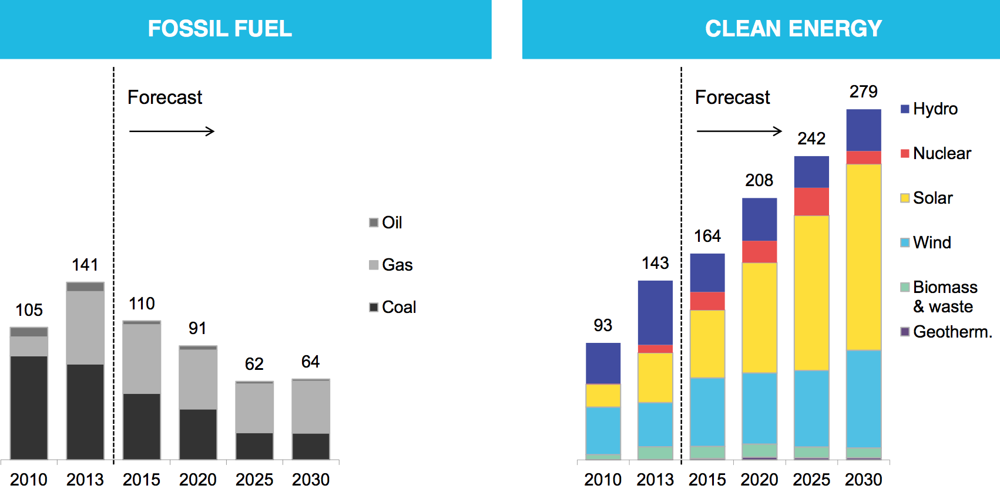 FOSSIL FUEL
Forecast
141
105
110
91
62
64
Oil
Gas
Coal
2010 2013 2015 2020 2025 2030
CLEAN ENERGY
Forecast
279
242
208
164
143
93
Hydro
Nuclear
Solar
Wind
Biomass
& waste
Geotherm.
2010 2013 2015 2020 2025 2030